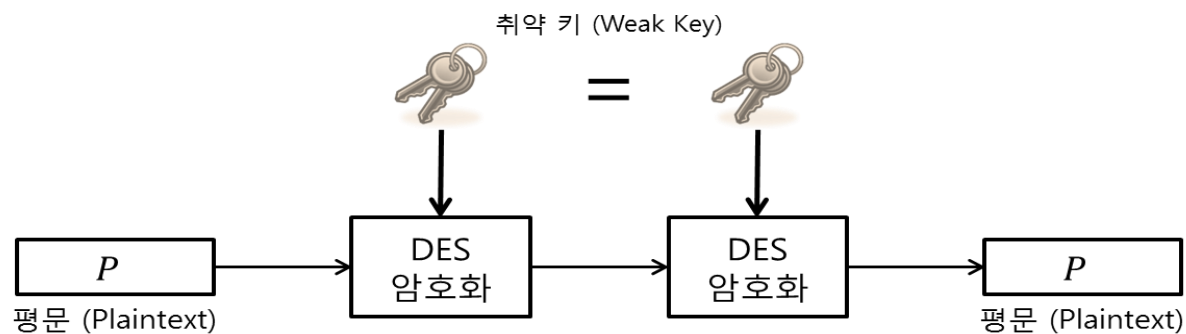 취약 키 (Weak Key)
=
DES
암호화
DES
암호화
P
P
평문 (Plaintext)
평문 (Plaintext)